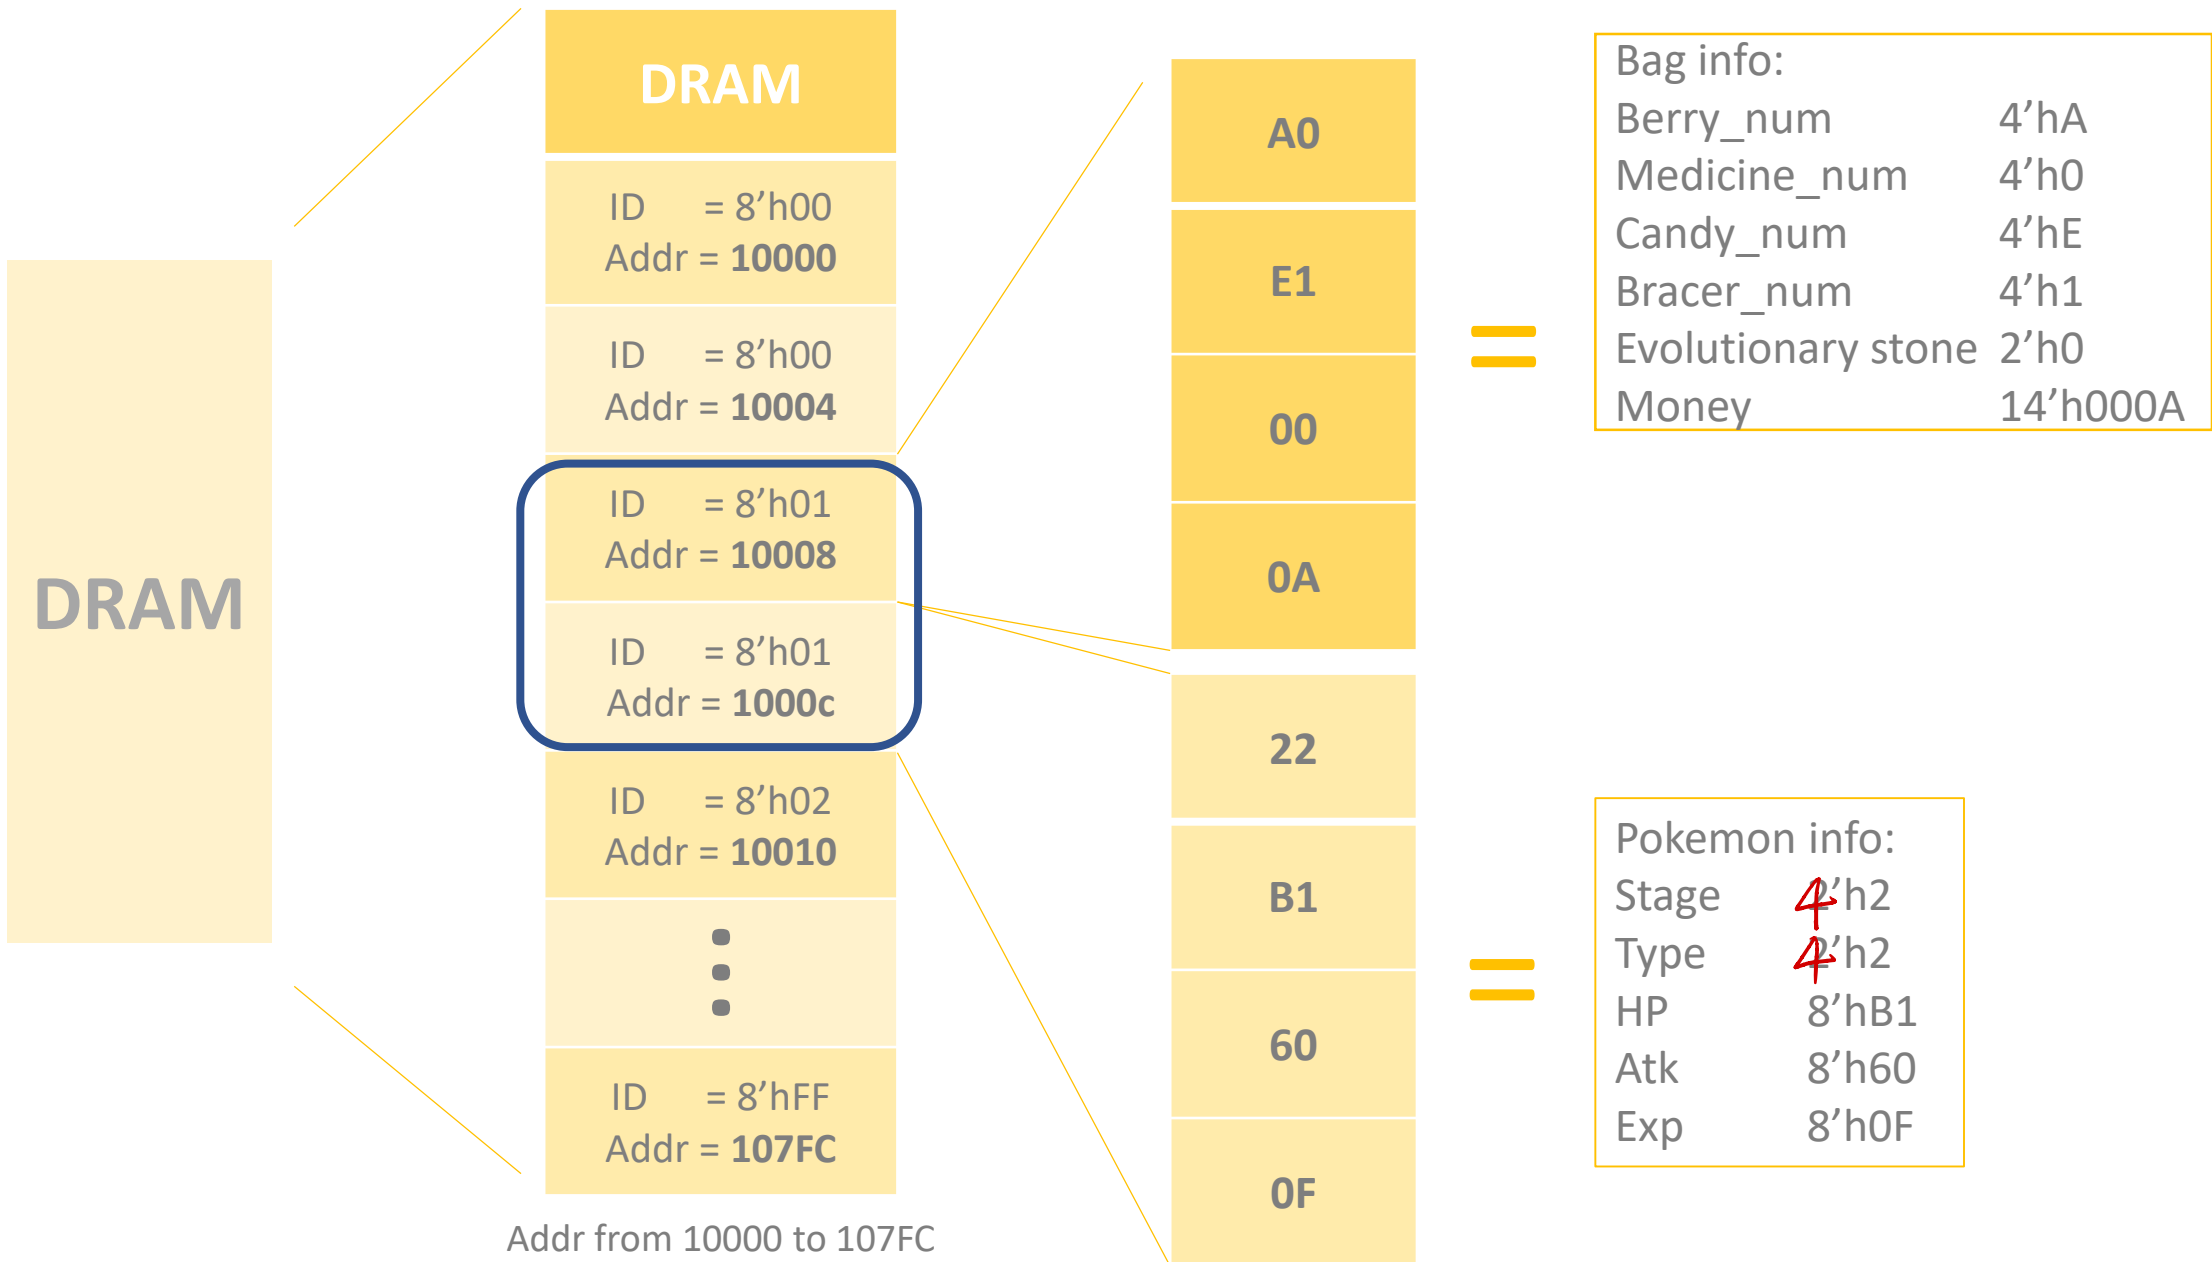 DRAM
DRAM
ID = 8'h00
Addr = 10000
ID = 8'h00
Addr = 10004
ID = 8'h01
Addr = 10008
ID = 8'h01
Addr = 1000c
ID = 8'h02
Addr = 10010
ID = 8'hFF
Addr = 107FC
Addr from 10000 to 107FC
A0
E1
00
0A
22
B1
60
0F
=
=
Bag info:
Berry_num 4'hA
Medicine_num 4'h0
Candy_num 4'hE
Bracer_num 4'h1
Evolutionary stone 2'h0
Money 14'h000A
Pokemon info:
Stage 4'h2
Type 4'h2
HP 8'hB1
Atk 8'h60
Exp 8'h0F